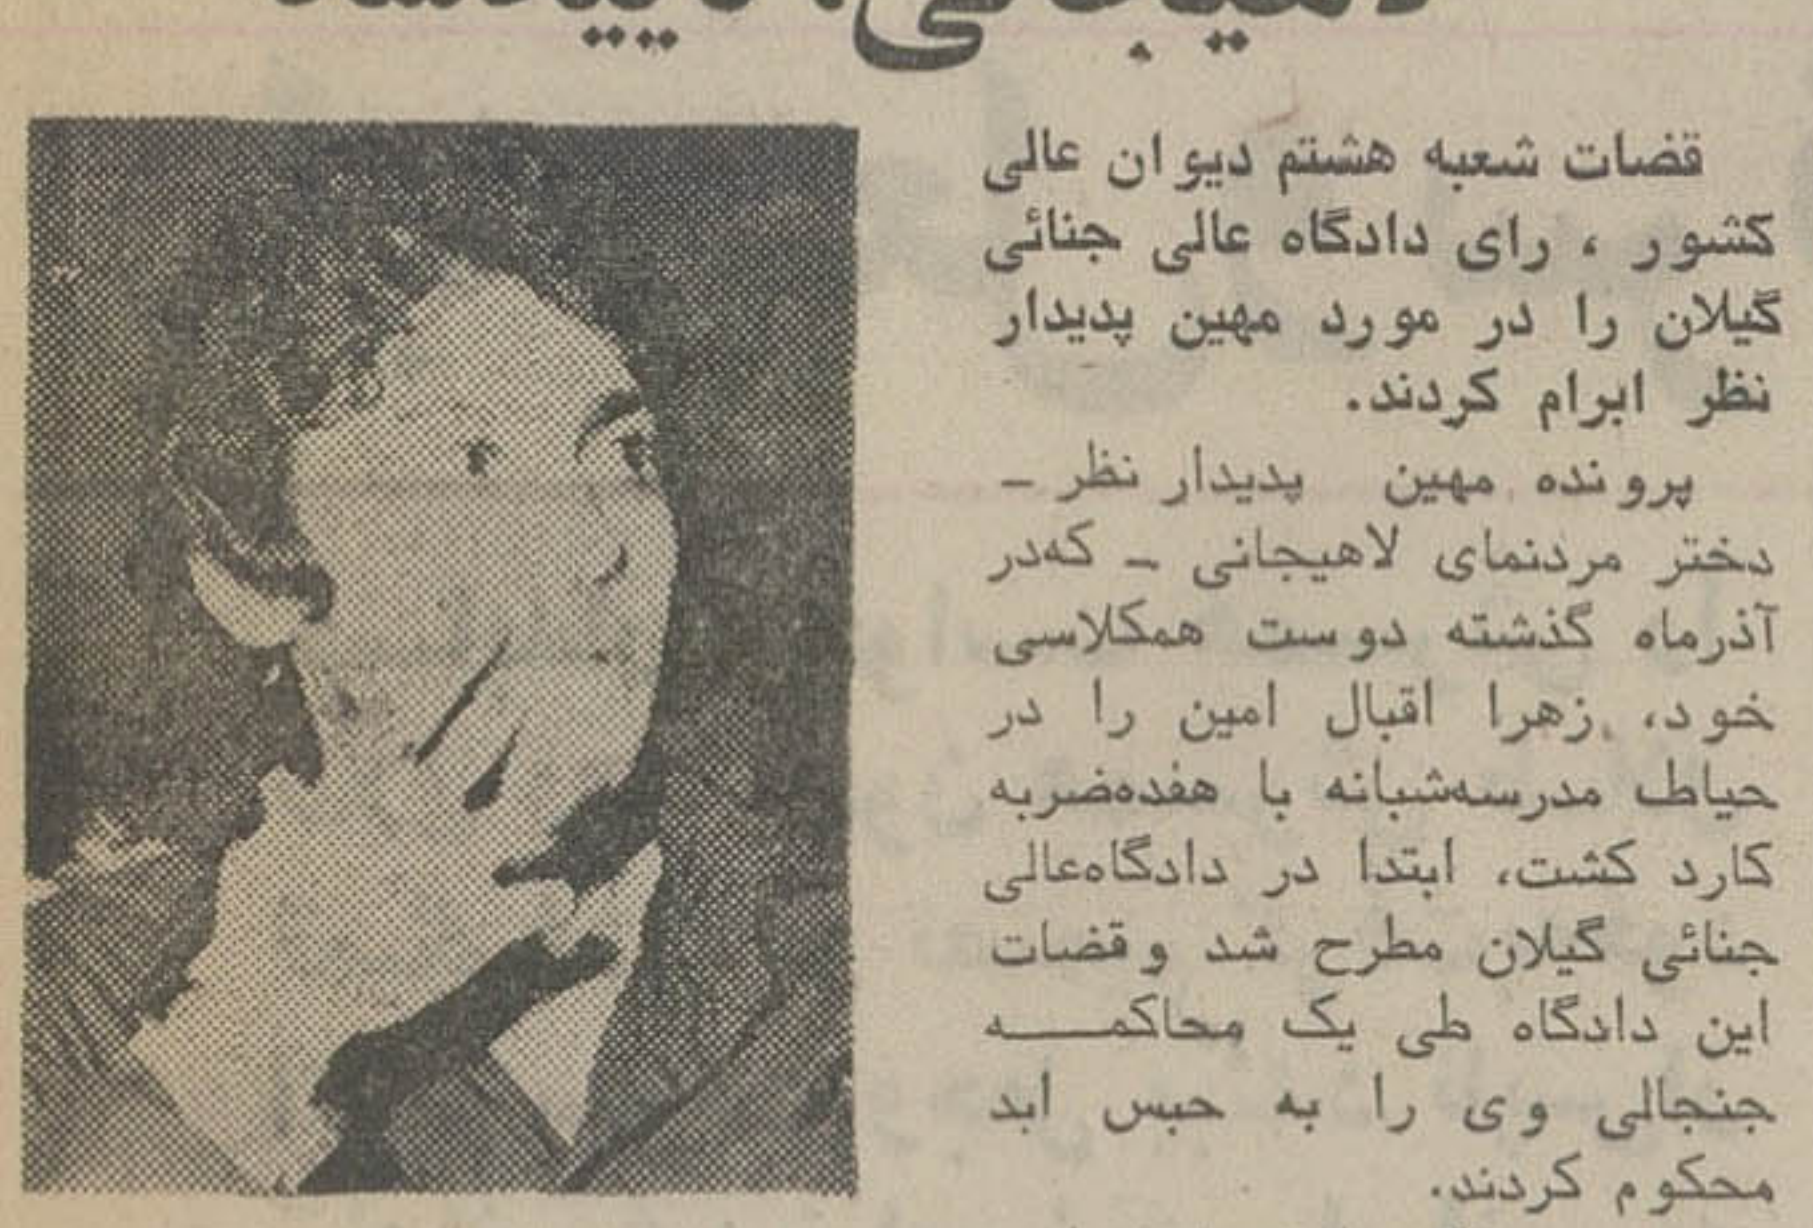 قضات شعبه هشتم دیوان عالی
کشور ، رای دادگاه عالی جنائی
گیلان را در مورد مهین پدیدار
نظر ابرام کردند.
پرونده مهین پدیدار نظر ـ
دختر مردنمای لاهیجانی ـ که‌در
آذرماه گذشته دوست همکلاسی
خود، زهرا اقبال امین را در
حیاط مدرسه‌شبانه با هفده‌ضربه
کارد کشت، ابتدا در دادگاه‌عالی
جنائی گیلان مطرح شد و قضات
این دادگاه طی یک محاکمـــه
جنجالی وی را به حبس ابد
محکوم کردند.